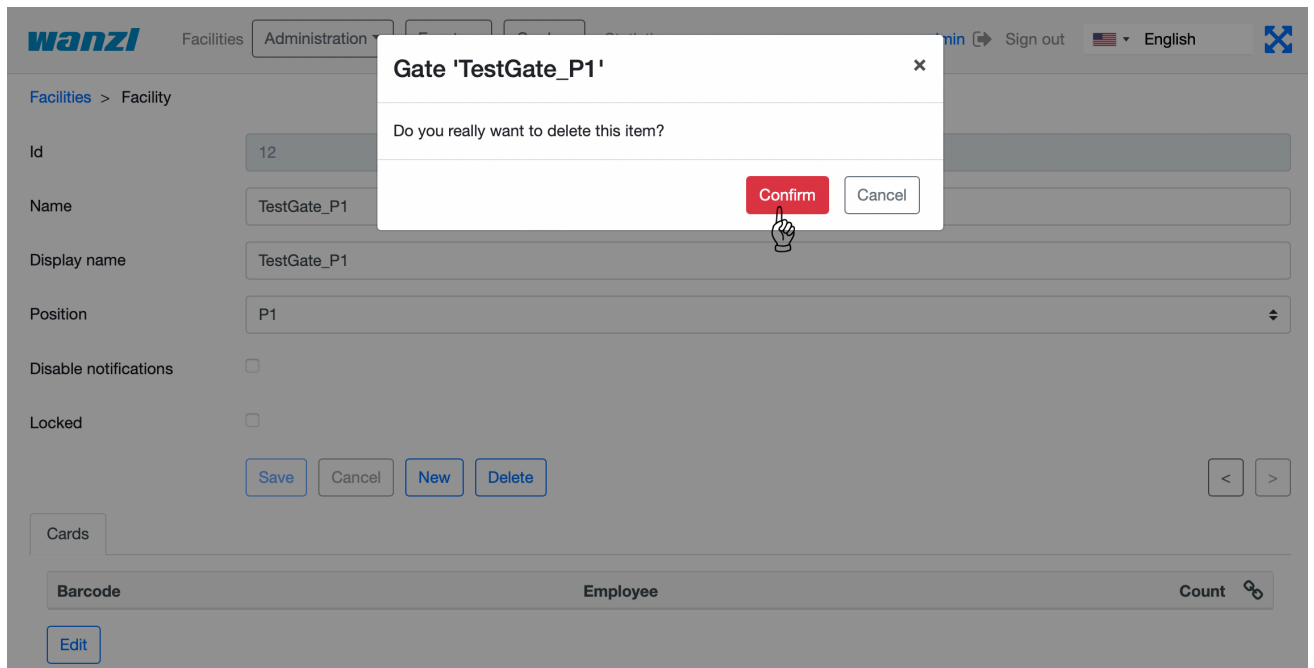 wanzl Facilities Administration min Sign out English
Gate 'TestGate_P1' ×
Do you really want to delete this item?
Confirm Cancel
Facilities > Facility
Id 12
Name TestGate_P1
Display name TestGate_P1
Position P1
Disable notifications
Locked
Save Cancel New Delete < >
Cards
Barcode Employee Count
Edit